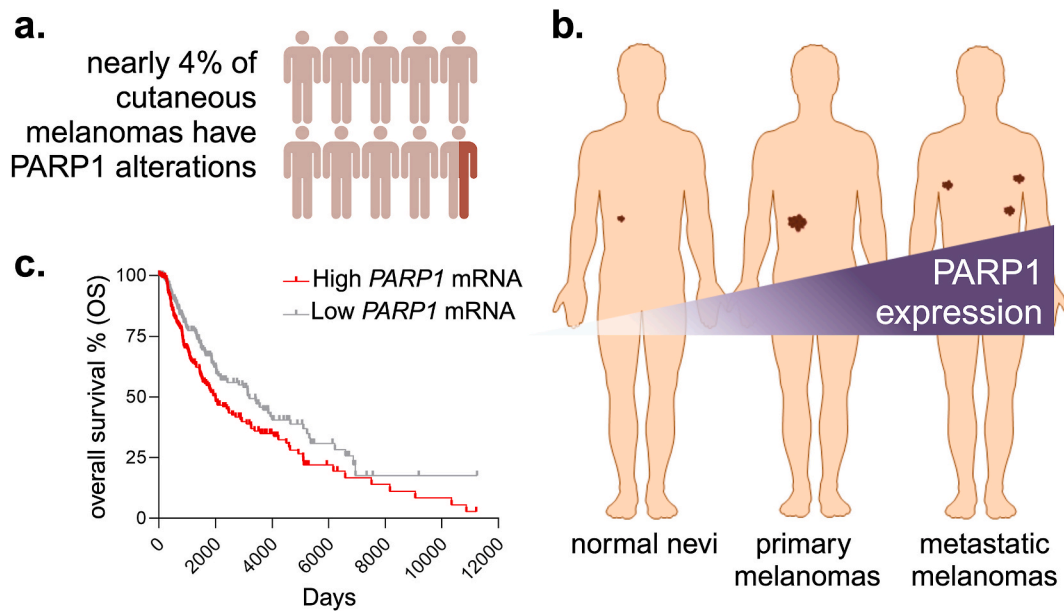 a.
nearly 4% of
cutaneous
melanomas have
PARP1 alterations
b.
PARP1
expression
normal nevi
primary
melanomas
metastatic
melanomas
c.
overall survival % (OS)
100
75
50
25
0
High PARP1 mRNA
Low PARP1 mRNA
0
2000
4000
6000
8000
10000
12000
Days